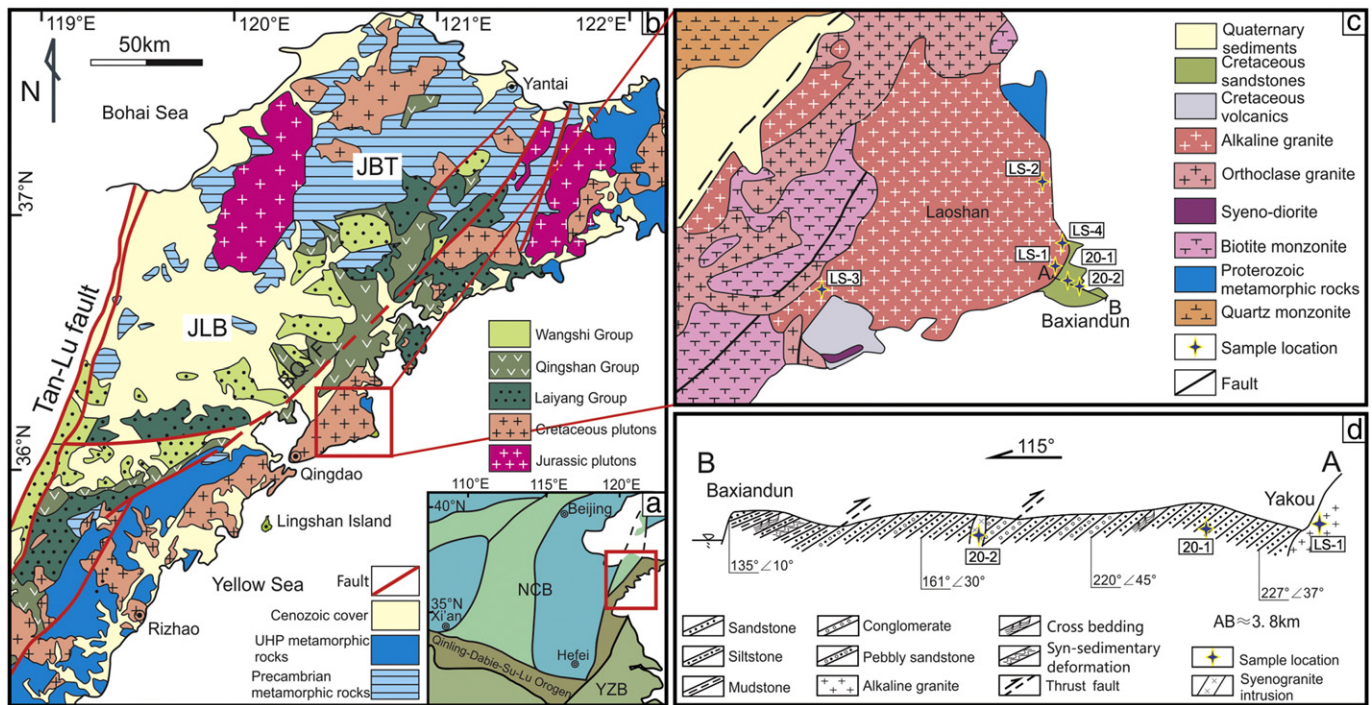 119°E
120°E
121°E
122°E
b
50km
N
Bohai Sea
Yantai
JBT
37°N
Tan-Lu fault
JLB
36°N
Qingdao
Lingshan Island
Yellow Sea
Rizhao
Wangshi Group
Qingshan Group
Laiyang Group
Cretaceous plutons
Jurassic plutons
Fault
Cenozoic cover
UHP metamorphic
rocks
Precambrian
metamorphic rocks
110°E
115°E
120°E
a
40°N
Beijing
NCB
35°N
Xi'an
Hefei
Qinling-Dabie-Su-Lu Orogen
YZB
c
Laoshan
LS-2
LS-4
LS-1
20-1
A
20-2
LS-3
B
Baxiandun
Quaternary
sediments
Cretaceous
sandstones
Cretaceous
volcanics
Alkaline granite
Orthoclase granite
Syeno-diorite
Biotite monzonite
Proterozoic
metamorphic rocks
Quartz monzonite
Sample location
Fault
d
115°
B
A
Baxiandun
Yakou
20-2
20-1
LS-1
135°∠10°
161°∠30°
220°∠45°
227°∠37°
AB≈3. 8km
Sandstone
Siltstone
Mudstone
Conglomerate
Pebbly sandstone
Alkaline granite
Cross bedding
Syn-sedimentary
deformation
Thrust fault
Sample location
Syenogranite
intrusion